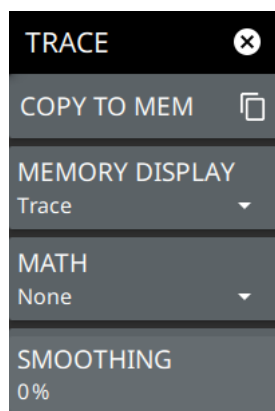 TRACE
COPY TO MEM
MEMORY DISPLAY
Trace
MATH
None
SMOOTHING
0%